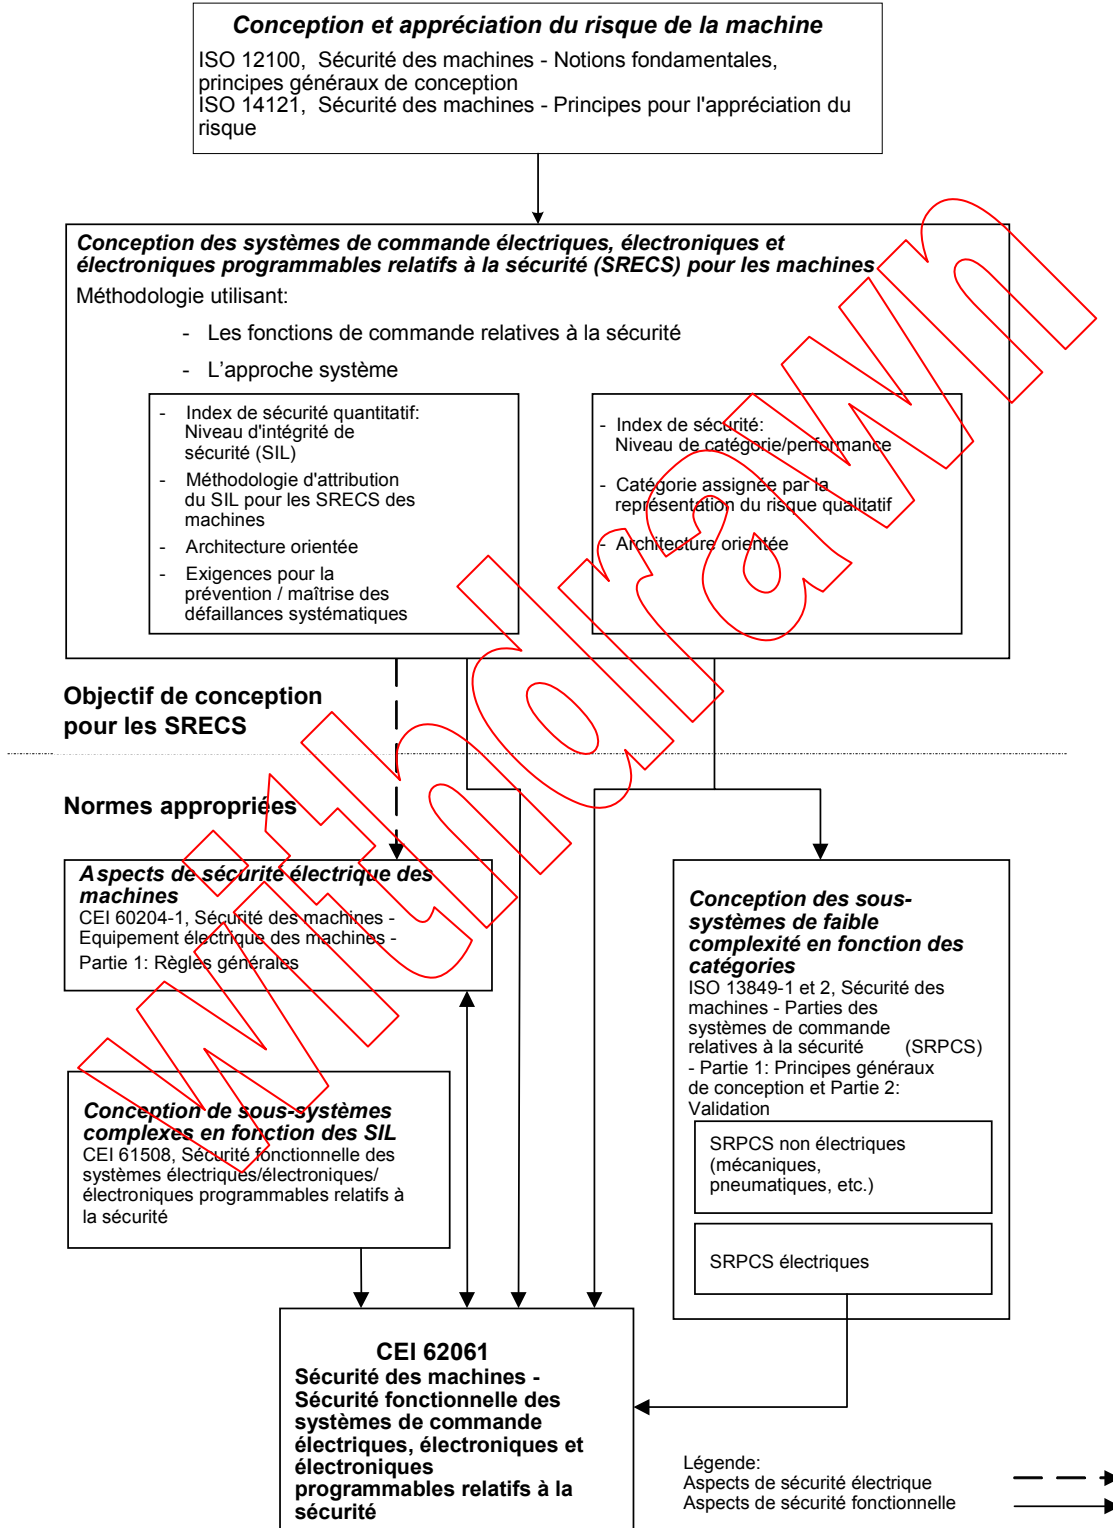 Conception et appréciation du risque de la machine
ISO 12100,  Sécurité des machines - Notions fondamentales,
principes généraux de conception
ISO 14121,  Sécurité des machines - Principes pour l'appréciation du
risque
Conception des systèmes de commande électriques, électroniques et
électroniques programmables relatifs à la sécurité (SRECS) pour les machines
Méthodologie utilisant:
- Les fonctions de commande relatives à la sécurité
- L'approche système
- Index de sécurité quantitatif:
Niveau d'intégrité de
sécurité (SIL)
- Méthodologie d'attribution
du SIL pour les SRECS des
machines
- Architecture orientée
- Exigences pour la
prévention / maîtrise des
défaillances systématiques
- Index de sécurité:
Niveau de catégorie/performance
- Catégorie assignée par la
représentation du risque qualitatif
- Architecture orientée
Objectif de conception
pour les SRECS
Normes appropriées
Aspects de sécurité électrique des
machines
CEI 60204-1, Sécurité des machines -
Equipement électrique des machines -
Partie 1: Règles générales
Conception de sous-systèmes
complexes en fonction des SIL
CEI 61508, Sécurité fonctionnelle des
systèmes électriques/électroniques/
électroniques programmables relatifs à
la sécurité
Conception des sous-
systèmes de faible
complexité en fonction des
catégories
ISO 13849-1 et 2, Sécurité des
machines - Parties des
systèmes de commande
relatives à la sécurité (SRPCS)
- Partie 1: Principes généraux
de conception et Partie 2:
Validation
SRPCS non électriques
(mécaniques,
pneumatiques, etc.)
SRPCS électriques
CEI 62061
Sécurité des machines -
Sécurité fonctionnelle des
systèmes de commande
électriques, électroniques et
électroniques
programmables relatifs à la
sécurité
Légende:
Aspects de sécurité électrique
Aspects de sécurité fonctionnelle
withdrawn